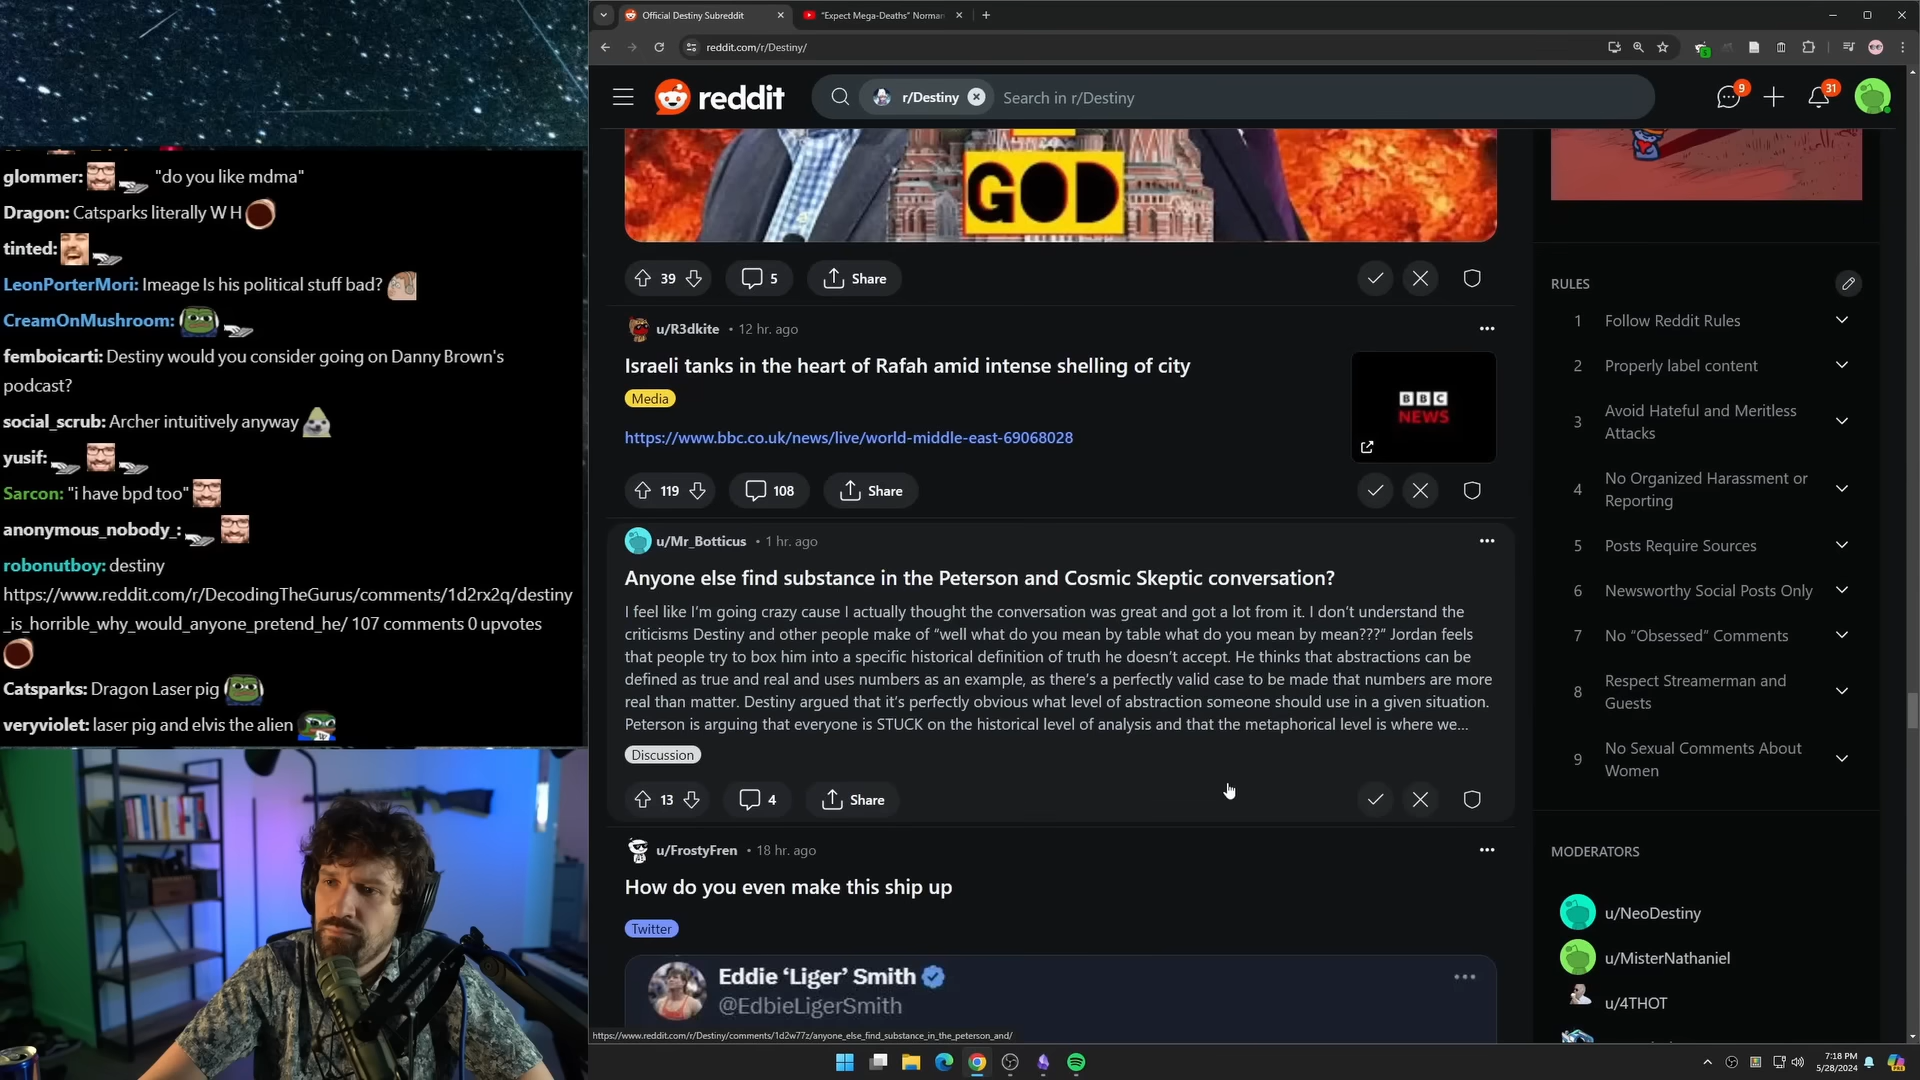 Official Destiny Subreddit
"Expect Mega-Deaths" Norman
reddit.com/r/Destiny/
reddit
r/Destiny
Search in r/Destiny
9
31
GOD
39
5
Share
u/R3dkite • 12 hr. ago
Israeli tanks in the heart of Rafah amid intense shelling of city
Media
https://www.bbc.co.uk/news/live/world-middle-east-69068028
BBC
NEWS
119
108
Share
u/Mr_Botticus • 1 hr. ago
Anyone else find substance in the Peterson and Cosmic Skeptic conversation?
I feel like I'm going crazy cause I actually thought the conversation was great and got a lot from it. I don't understand the
criticisms Destiny and other people make of "well what do you mean by table what do you mean by mean???" Jordan feels
that people try to box him into a specific historical definition of truth he doesn't accept. He thinks that abstractions can be
defined as true and real and uses numbers as an example, as there's a perfectly valid case to be made that numbers are more
real than matter. Destiny argued that it's perfectly obvious what level of abstraction someone should use in a given situation.
Peterson is arguing that everyone is STUCK on the historical level of analysis and that the metaphorical level is where we...
Discussion
13
4
Share
u/FrostyFren • 18 hr. ago
How do you even make this ship up
Twitter
Eddie 'Liger' Smith
@EdbieLigerSmith
https://www.reddit.com/r/Destiny/comments/1d2w77z/anyone_else_find_substance_in_the_peterson_and/
RULES
1 Follow Reddit Rules
2 Properly label content
3 Avoid Hateful and Meritless
Attacks
4 No Organized Harassment or
Reporting
5 Posts Require Sources
6 Newsworthy Social Posts Only
7 No "Obsessed" Comments
8 Respect Streamerman and
Guests
9 No Sexual Comments About
Women
MODERATORS
u/NeoDestiny
u/MisterNathaniel
u/4THOT
glommer: "do you like mdma"
Dragon: Catsparks literally W H
tinted:
LeonPorterMori: Imeage Is his political stuff bad?
CreamOnMushroom:
femboicarti: Destiny would you consider going on Danny Brown's
podcast?
social_scrub: Archer intuitively anyway
yusif:
Sarcon: "i have bpd too"
anonymous_nobody_:
robonutboy: destiny
https://www.reddit.com/r/DecodingTheGurus/comments/1d2rx2q/destiny
_is_horrible_why_would_anyone_pretend_he/ 107 comments 0 upvotes
Catsparks: Dragon Laser pig
veryviolet: laser pig and elvis the alien
7:18 PM
5/28/2024